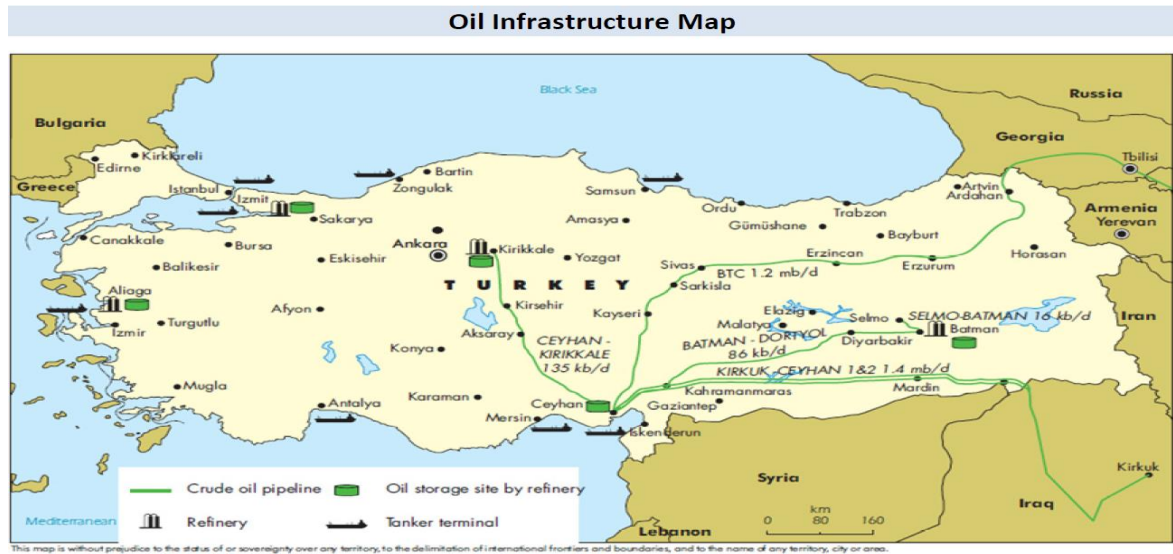 Oil Infrastructure Map
Black Sea
Russia
Bulgaria
Georgia
Tbilisi
Kirklareli
Edirne
Bartin
Greece
Istanbul
Izmit
Zongulak
Samsun
Artvin
Ardahan
Armenia
Yerevan
Sakarya
Ordu
Trabzon
Amasya
Gümüshane
Bayburt
Canakkale
Bursa
Ankara
Kirikkale
Horasan
Balikesir
Eskisehir
Yozgat
Sivas
Erzincan
Erzurum
BTC 1.2 mb/d
TURKEY
Sarkisla
Aliaga
Afyon
Kirsehir
Kayseri
Elazig
Selmo
SELMO-BATMAN 16 kb/d
Iran
Izmir
Turgutlu
Aksaray
Malatya
Batman
Diyarbakir
BATMAN - DORTYOL
86 kb/d
Konya
CEYHAN -
KIRIKKALE
135 kb/d
KIRKUK-CEYHAN 1&2 1.4 mb/d
Mugla
Karaman
Kahramanmaras
Mardin
Antalya
Ceyhan
Gaziantep
Mersin
Iskenderun
Kirkuk
Syria
Iraq
Crude oil pipeline
Oil storage site by refinery
Refinery
Tanker terminal
Mediterranean
Lebanon
km
0 80 160
This map is without prejudice to the status of or sovereignty over any territory, to the delimitation of international frontiers and boundaries, and to the name of any territory, city or area.